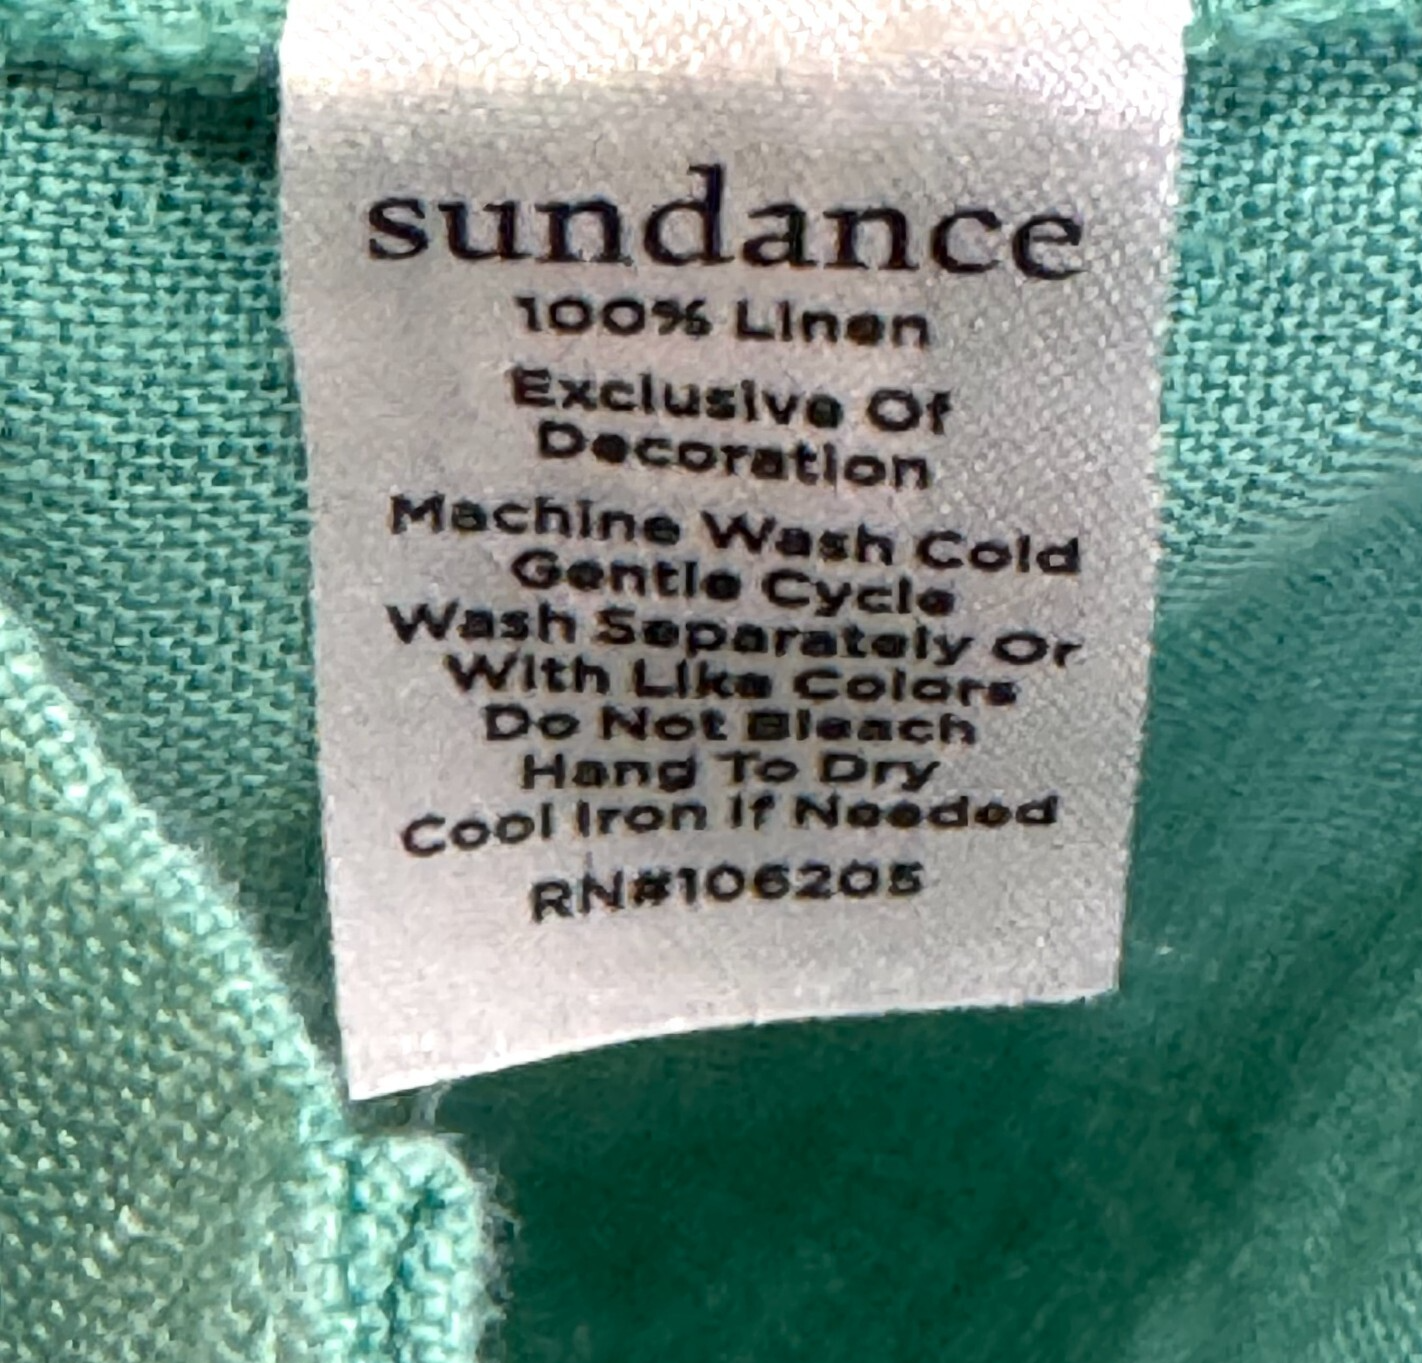 sundance
100% Linen
Exclusive Of
Decoration
Machine Wash Cold
Gentle Cycle
Wash Separately Or
With Like Colors
Do Not Bleach
Hang To Dry
Cool Iron If Needed
RN#106205